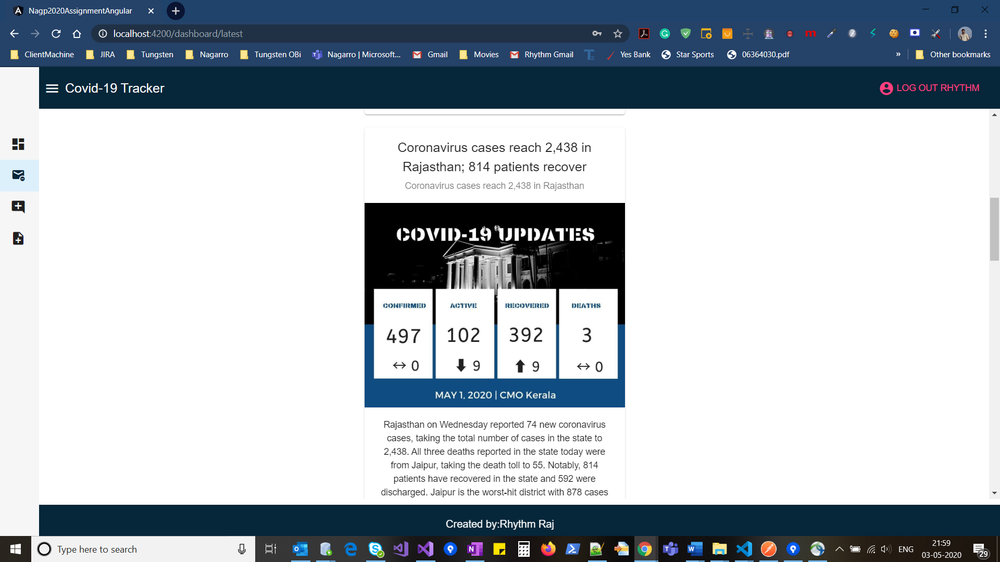 Nagp2020AssignmentAngular
localhost:4200/dashboard/latest
ClientMachine JIRA Tungsten Nagarro Tungsten OBi Nagarro | Microsoft... Gmail Movies Rhythm Gmail Yes Bank Star Sports 06364030.pdf » Other bookmarks
Covid-19 Tracker
LOG OUT RHYTHM
Coronavirus cases reach 2,438 in
Rajasthan; 814 patients recover
Coronavirus cases reach 2,438 in Rajasthan
COVID-19 UPDATES
CONFIRMED ACTIVE RECOVERED DEATHS
497 102 392 3
↔ 0 ⬇ 9 ⬆ 9 ↔ 0
MAY 1, 2020 | CMO Kerala
Rajasthan on Wednesday reported 74 new coronavirus
cases, taking the total number of cases in the state to
2,438. All three deaths reported in the state today were
from Jaipur, taking the death toll to 55. Notably, 814
patients have recovered in the state and 592 were
discharged. Jaipur is the worst-hit district with 878 cases
Created by:Rhythm Raj
Type here to search
ENG
21:59
03-05-2020
29